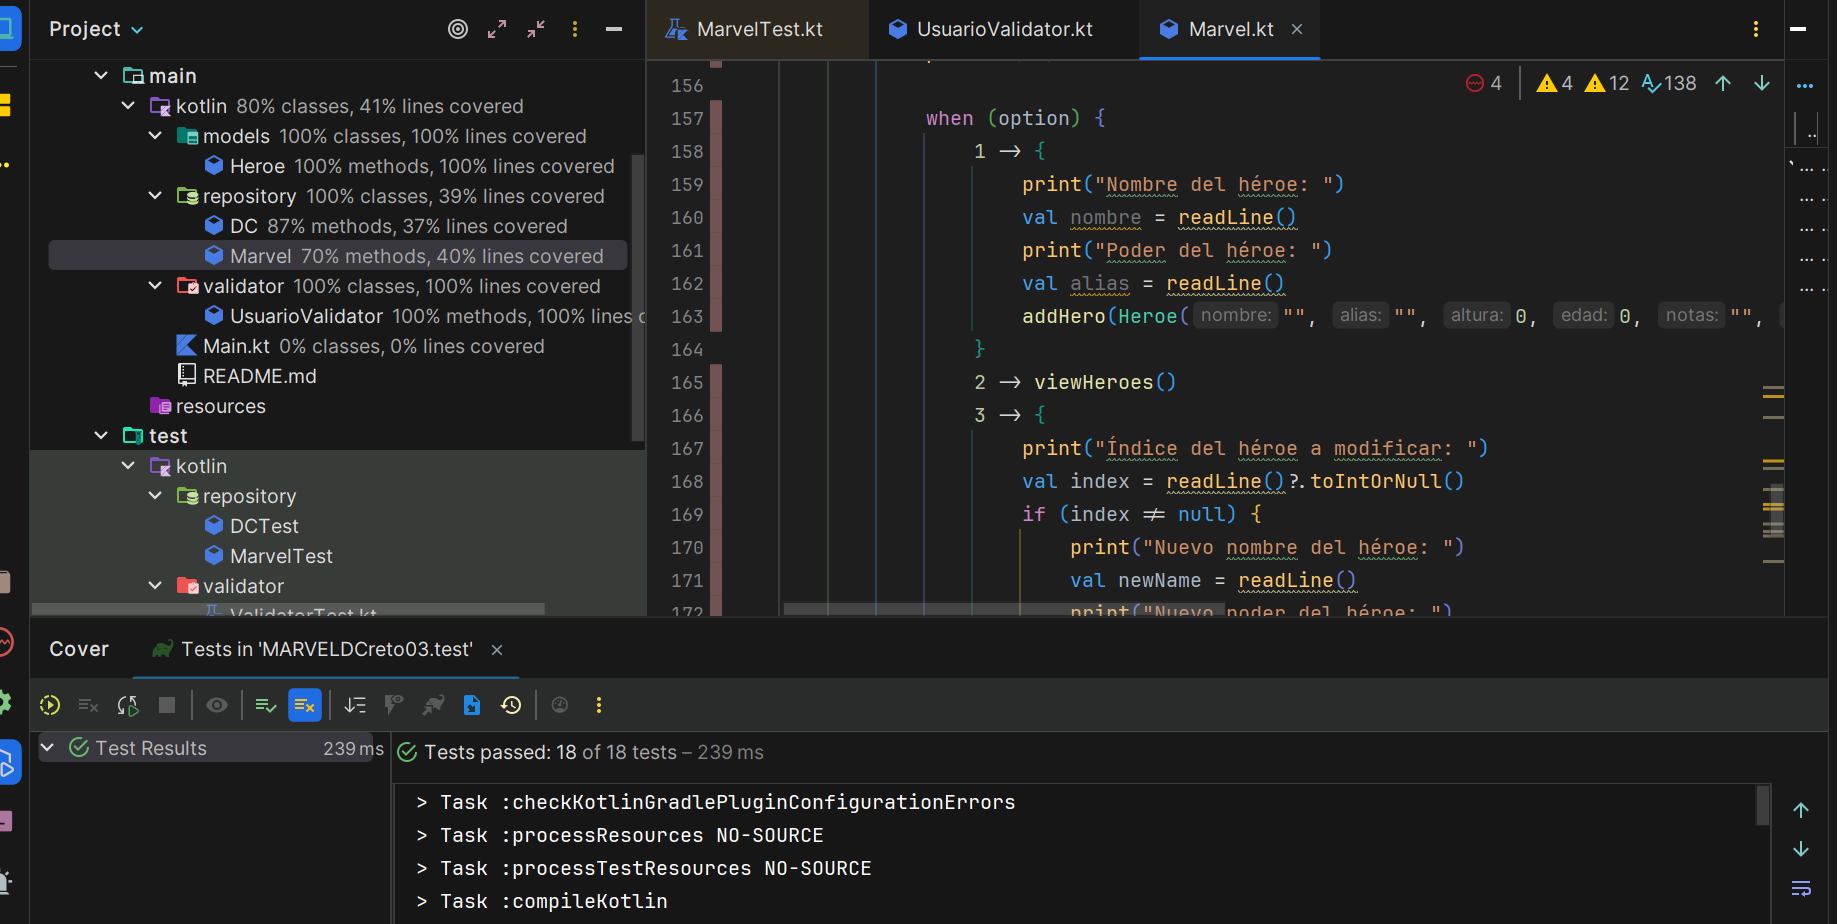 Project
main
kotlin 80% classes, 41% lines covered
models 100% classes, 100% lines covered
Heroe 100% methods, 100% lines covered
repository 100% classes, 39% lines covered
DC 87% methods, 37% lines covered
Marvel 70% methods, 40% lines covered
validator 100% classes, 100% lines covered
UsuarioValidator 100% methods, 100% lines c
Main.kt 0% classes, 0% lines covered
README.md
resources
test
kotlin
repository
DCTest
MarvelTest
validator
ValidatorTest.kt
MarvelTest.kt
UsuarioValidator.kt
Marvel.kt
4 4 12 138
156
157 when (option) {
158 1 -> {
159 print("Nombre del héroe: ")
160 val nombre = readLine()
161 print("Poder del héroe: ")
162 val alias = readLine()
163 addHero(Heroe( nombre: "", alias: "", altura: 0, edad: 0, notas: "",
164 }
165 2 -> viewHeroes()
166 3 -> {
167 print("Índice del héroe a modificar: ")
168 val index = readLine()?.toIntOrNull()
169 if (index != null) {
170 print("Nuevo nombre del héroe: ")
171 val newName = readLine()
172 print("Nuevo poder del héroe: ")
Cover Tests in 'MARVELDCreto03.test'
Test Results 239 ms
Tests passed: 18 of 18 tests – 239 ms
> Task :checkKotlinGradlePluginConfigurationErrors
> Task :processResources NO-SOURCE
> Task :processTestResources NO-SOURCE
> Task :compileKotlin